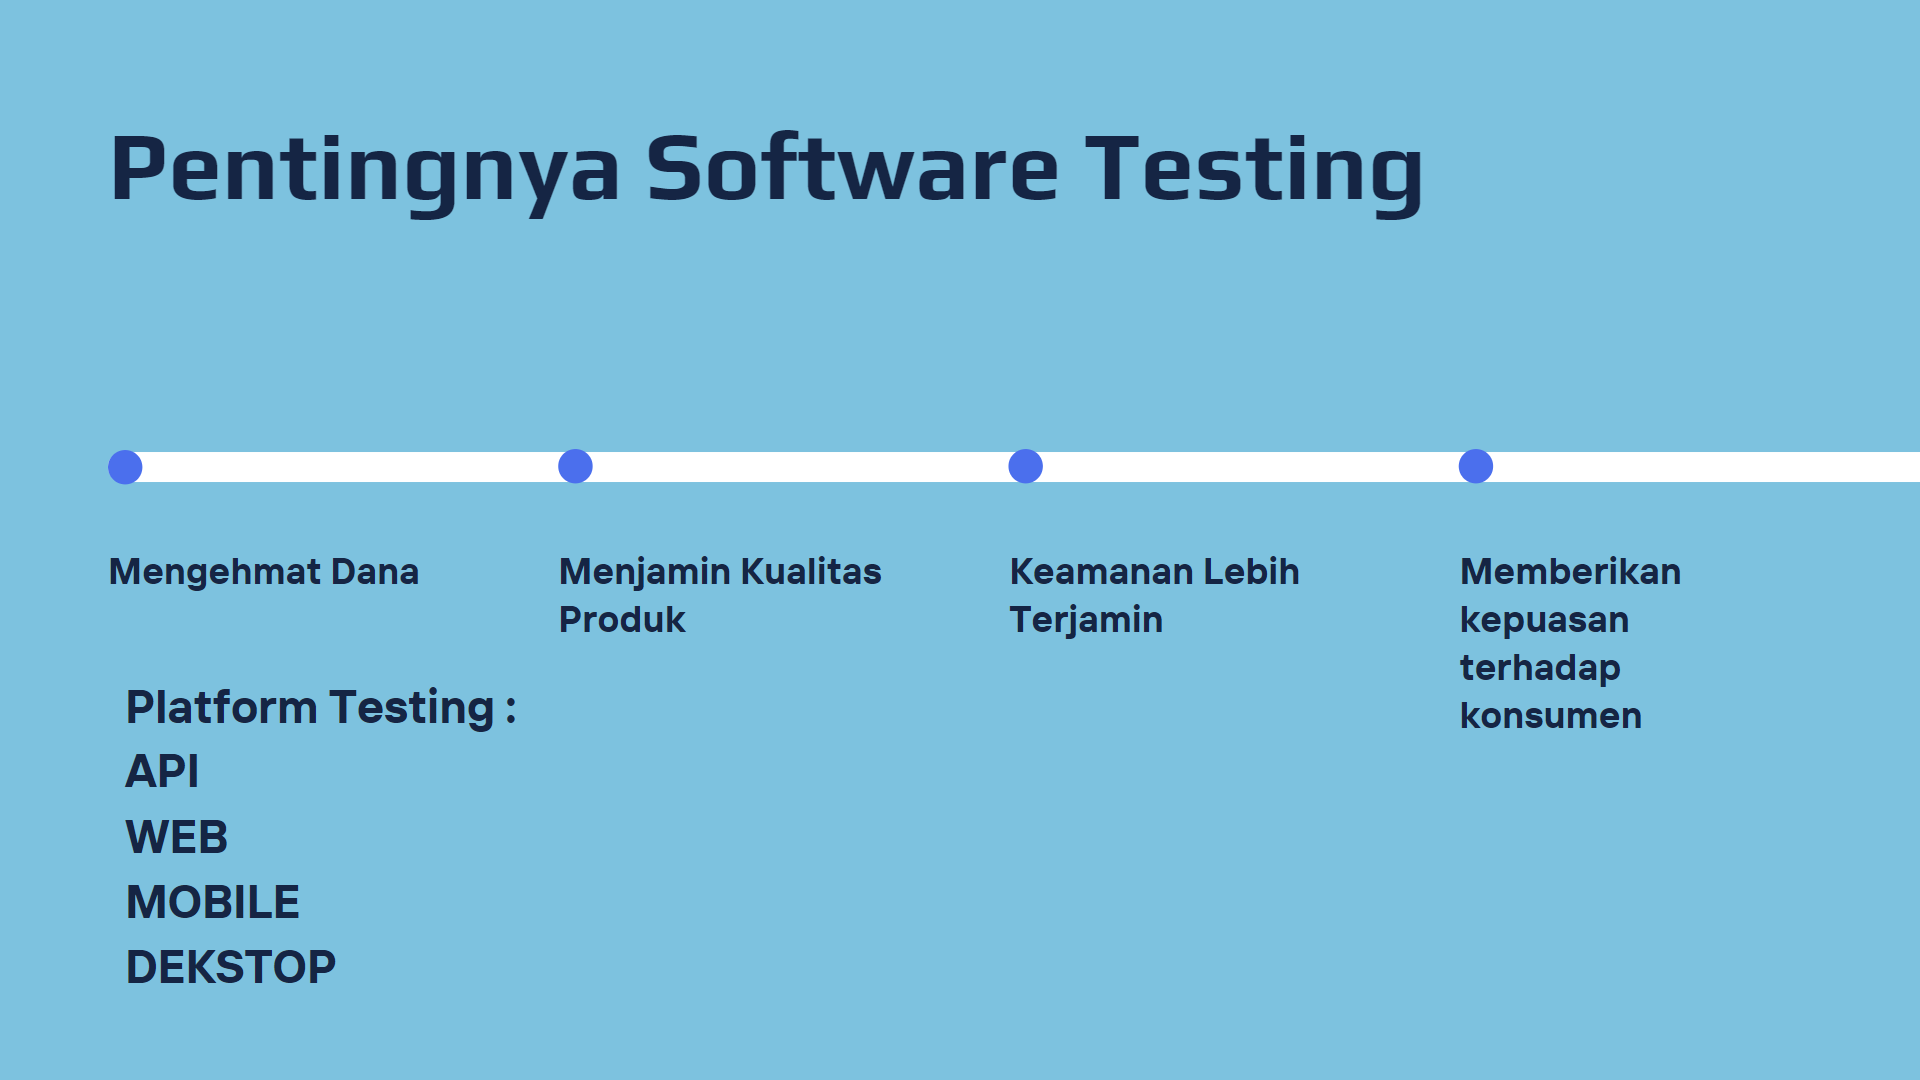 Pentingnya Software Testing
Mengehmat Dana
Menjamin Kualitas
Produk
Keamanan Lebih
Terjamin
Memberikan
kepuasan
terhadap
konsumen
Platform Testing :
API
WEB
MOBILE
DEKSTOP